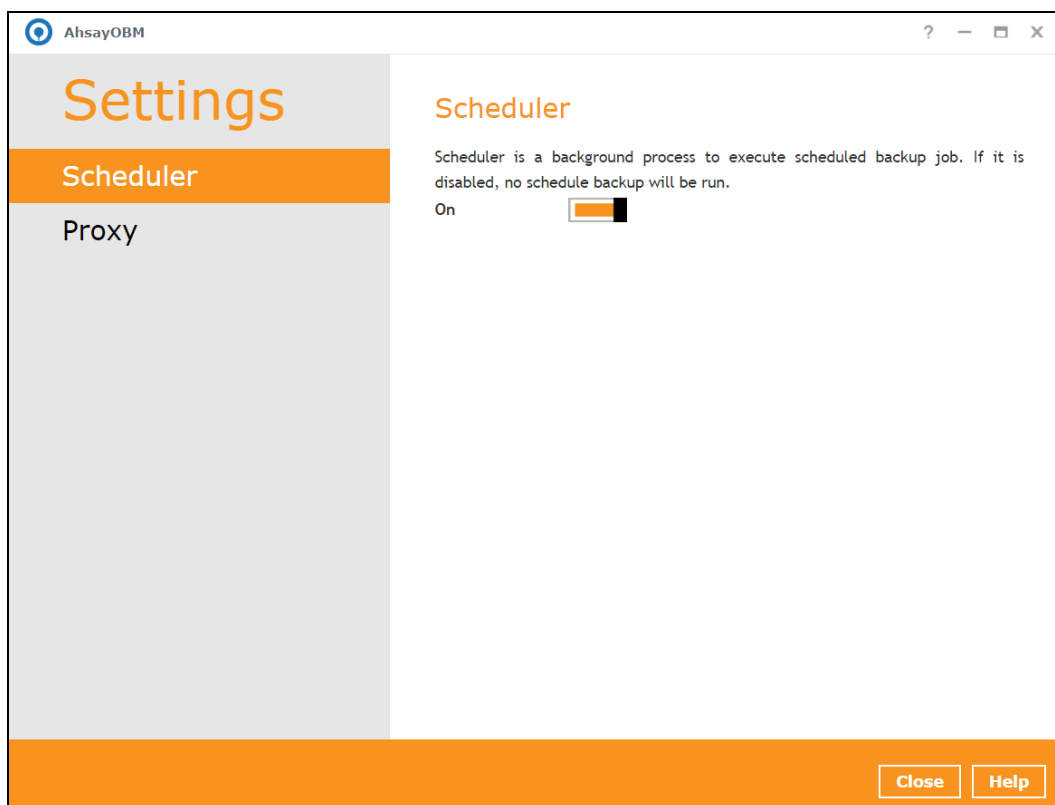 AhsayOBM
?
Settings
Scheduler
Proxy
Scheduler
Scheduler is a background process to execute scheduled backup job. If it is
disabled, no schedule backup will be run.
On
Close
Help